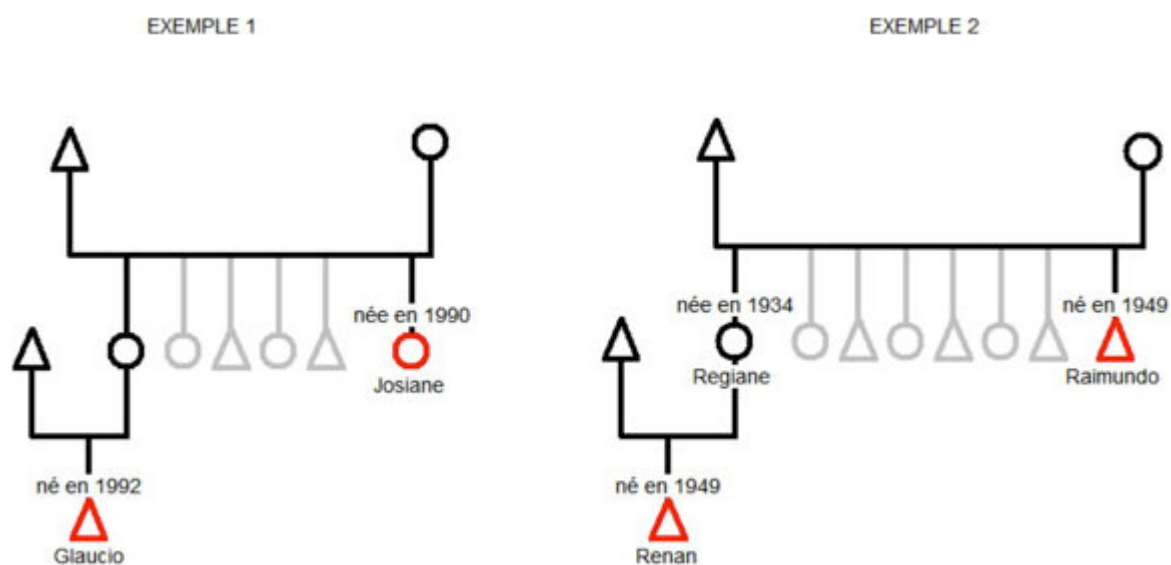 EXEMPLE 1
née en 1990
Josiane
né en 1992
Glaucio
EXEMPLE 2
née en 1934
Regiane
né en 1949
Raimundo
né en 1949
Renan